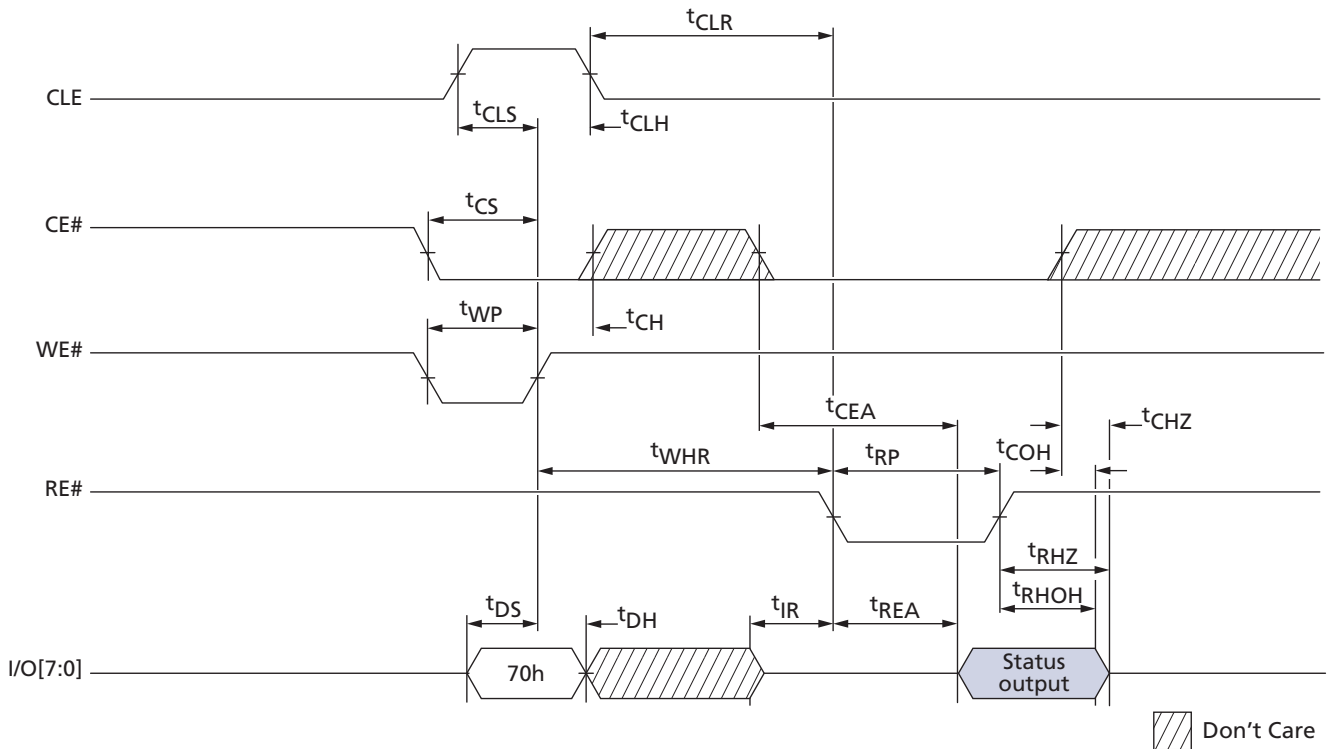 tCLR
CLE
tCLS
tCLH
tCS
CE#
tWP
tCH
WE#
tCEA
tCHZ
tWHR
tRP
tCOH
RE#
tRHZ
tRHOH
tDS
tDH
tIR
tREA
I/O[7:0]
70h
Status
output
Don't Care